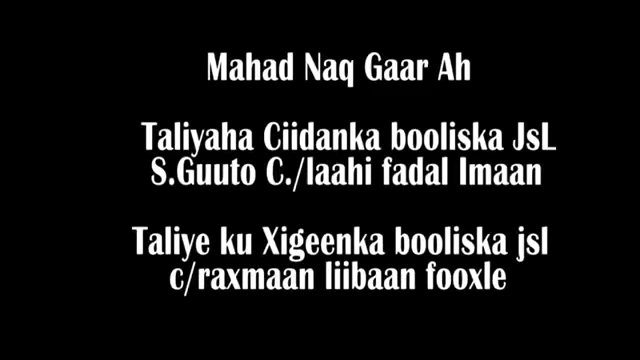 Mahad Naq Gaar Ah
Taliyaha Ciidanka booliska JsL
S.Guuto C./laahi fadal Imaan
Taliye ku Xigeenka booliska jsl
c/raxmaan liibaan fooxle